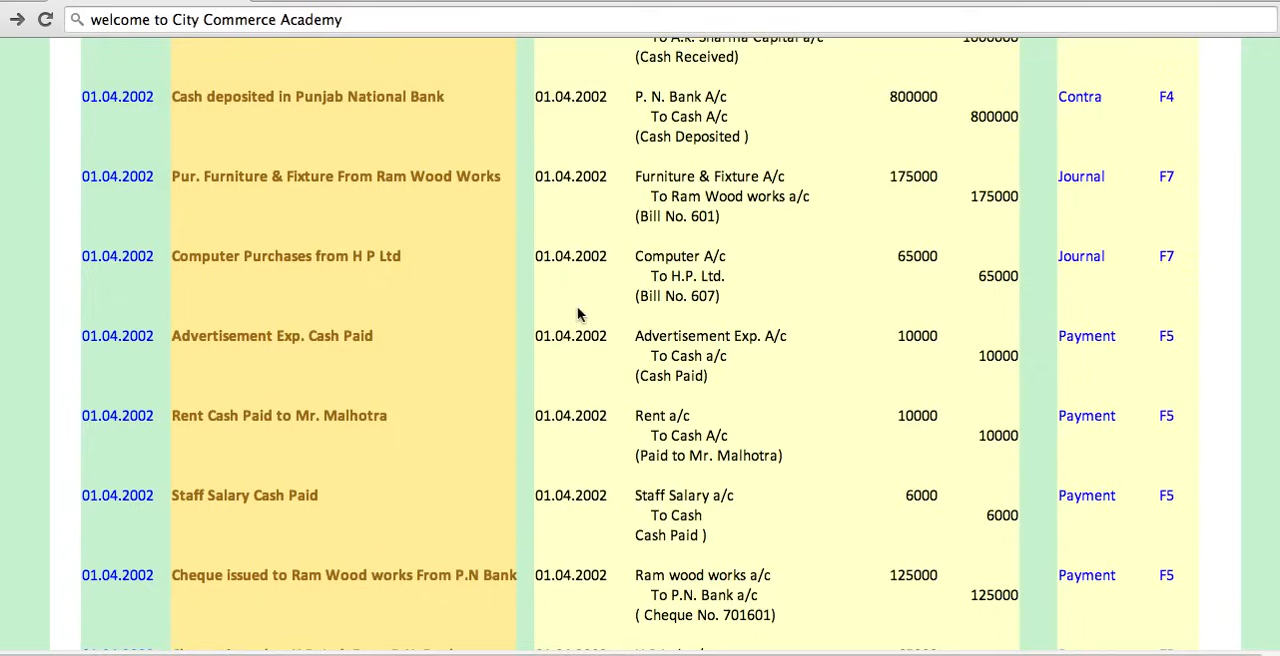 welcome to City Commerce Academy
To A.k. Sharma Capital a/c 1000000
(Cash Received)
01.04.2002 Cash deposited in Punjab National Bank 01.04.2002 P. N. Bank A/c 800000 Contra F4
To Cash A/c 800000
(Cash Deposited )
01.04.2002 Pur. Furniture & Fixture From Ram Wood Works 01.04.2002 Furniture & Fixture A/c 175000 Journal F7
To Ram Wood works a/c 175000
(Bill No. 601)
01.04.2002 Computer Purchases from H P Ltd 01.04.2002 Computer A/c 65000 Journal F7
To H.P. Ltd. 65000
(Bill No. 607)
01.04.2002 Advertisement Exp. Cash Paid 01.04.2002 Advertisement Exp. A/c 10000 Payment F5
To Cash a/c 10000
(Cash Paid)
01.04.2002 Rent Cash Paid to Mr. Malhotra 01.04.2002 Rent a/c 10000 Payment F5
To Cash A/c 10000
(Paid to Mr. Malhotra)
01.04.2002 Staff Salary Cash Paid 01.04.2002 Staff Salary a/c 6000 Payment F5
To Cash 6000
Cash Paid )
01.04.2002 Cheque issued to Ram Wood works From P.N Bank 01.04.2002 Ram wood works a/c 125000 Payment F5
To P.N. Bank a/c 125000
( Cheque No. 701601)